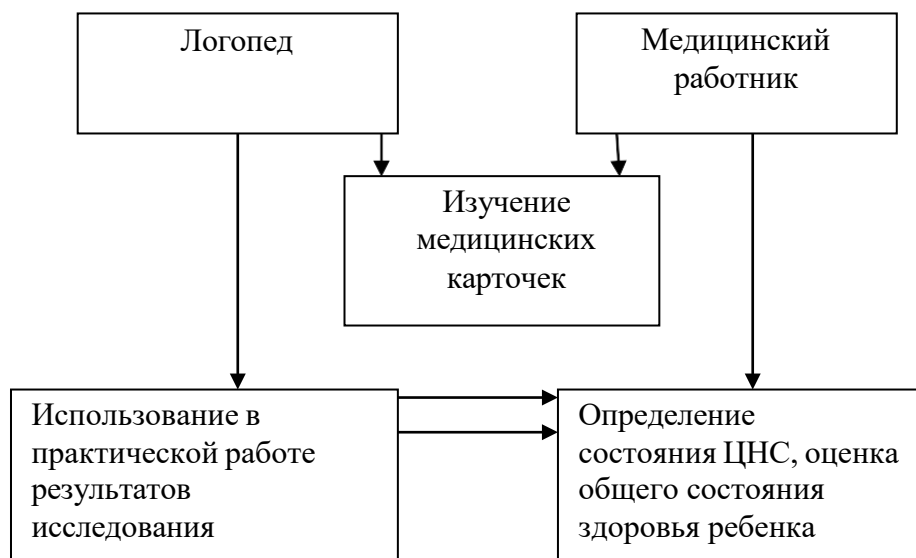 Логопед
Медицинский
работник
Изучение
медицинских
карточек
Использование в
практической работе
результатов
исследования
Определение
состояния ЦНС, оценка
общего состояния
здоровья ребенка